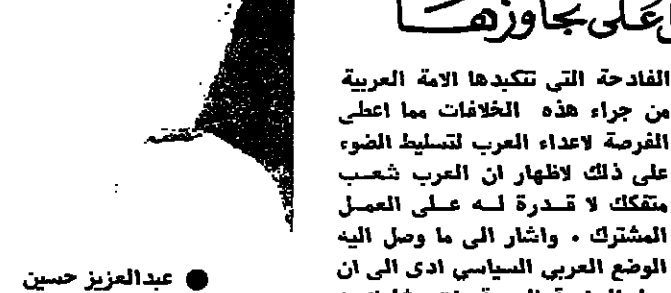 على تجاوزها
الفادحة التي تتكبدها الامة العربية
من جراء هذه الخلافات مما اعطى
الفرصة لاعداء العرب لتسليط الضوء
على ذلك لاظهار ان العرب شعب
متفكك لا قدرة له على العمل
المشترك . واشار الى ما وصل اليه
الوضع العربي السياسي ادى الى ان
عبدالعزيز حسين